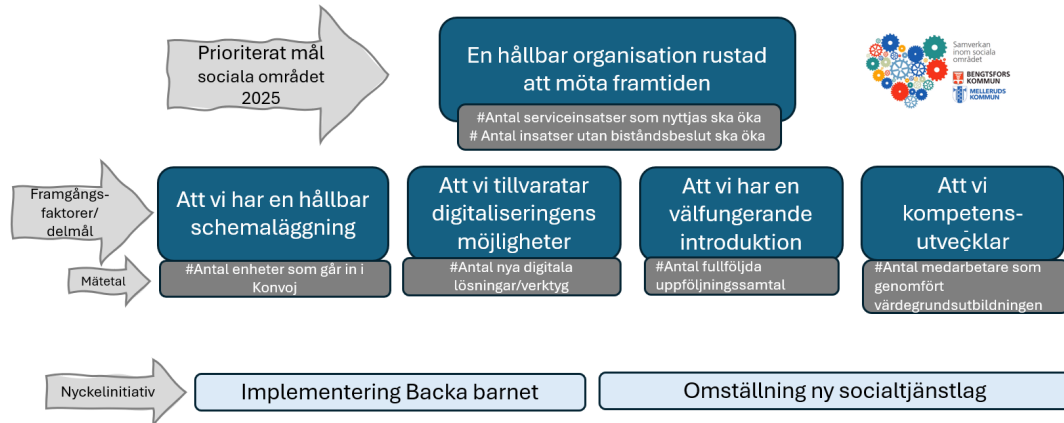 Prioriterat mål
sociala området
2025
En hållbar organisation rustad
att möta framtiden
#Antal serviceinsatser som nyttjas ska öka
# Antal insatser utan biståndsbeslut ska öka
Samverkan
inom sociala
området
BENGTSFORS
KOMMUN
MELLERUDS
KOMMUN
Framgångs-
faktorer/
delmål
Att vi har en hållbar
schemaläggning
Att vi tillvaratar
digitaliseringens
möjligheter
Att vi har en
välfungerande
introduktion
Att vi
kompetens-
utvecklar
Mätetal
#Antal enheter som går in i
Konvoj
#Antal nya digitala
lösningar/verktyg
#Antal fullföljda
uppföljningssamtal
#Antal medarbetare som
genomfört
värdegrundsutbildningen
Nyckelinitiativ
Implementering Backa barnet
Omställning ny socialtjänstlag